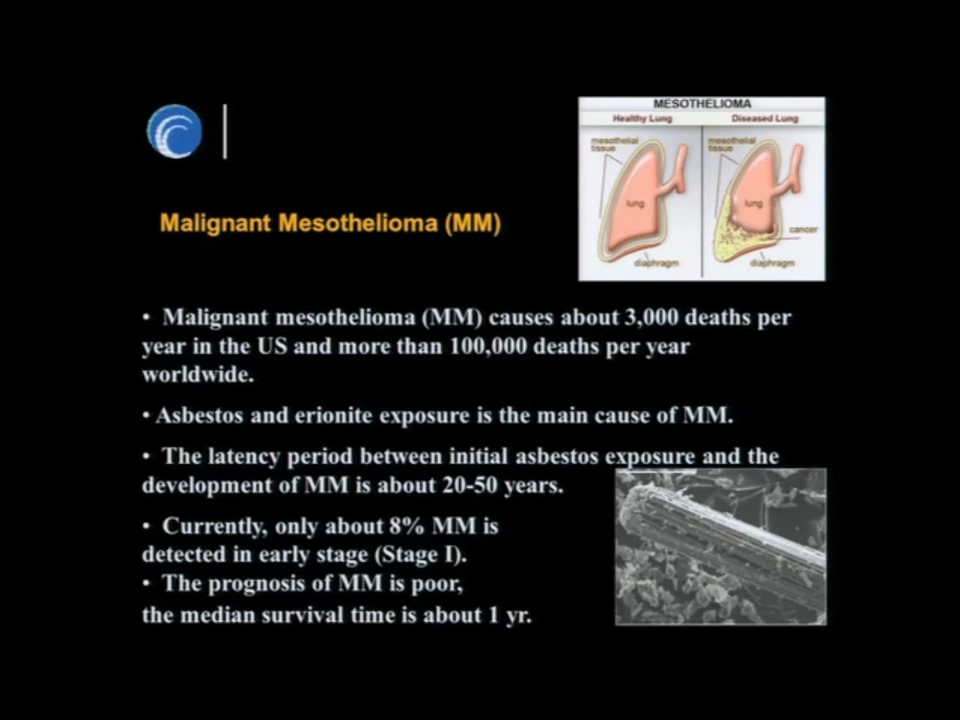 MESOTHELIOMA
Healthy Lung
Diseased Lung
mesothelial
tissue
lung
diaphragm
mesothelial
tissue
lung
cancer
diaphragm
Malignant Mesothelioma (MM)
• Malignant mesothelioma (MM) causes about 3,000 deaths per
year in the US and more than 100,000 deaths per year
worldwide.
• Asbestos and erionite exposure is the main cause of MM.
• The latency period between initial asbestos exposure and the
development of MM is about 20-50 years.
• Currently, only about 8% MM is
detected in early stage (Stage I).
• The prognosis of MM is poor,
the median survival time is about 1 yr.